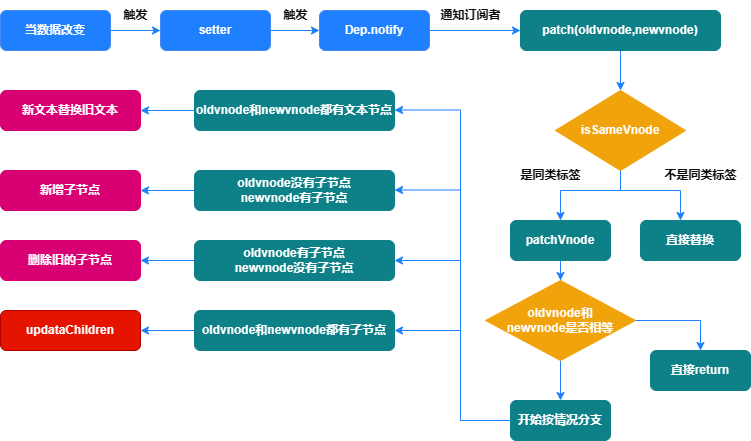 当数据改变
触发
setter
触发
Dep.notify
通知订阅者
patch(oldvnode,newvnode)
isSameVnode
是同类标签
不是同类标签
patchVnode
直接替换
oldvnode和
newvnode是否相等
直接return
开始按情况分支
oldvnode和newvnode都有文本节点
新文本替换旧文本
oldvnode没有子节点
newvnode有子节点
新增子节点
oldvnode有子节点
newvnode没有子节点
删除旧的子节点
oldvnode和newvnode都有子节点
updataChildren